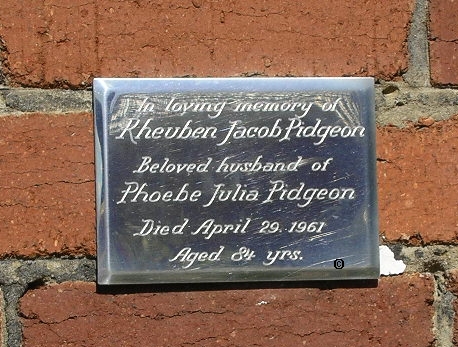 In loving memory of
Rheuben Jacob Pidgeon
Beloved husband of
Phoebe Julia Pidgeon
Died April 29. 1961
Aged 84 yrs.
©